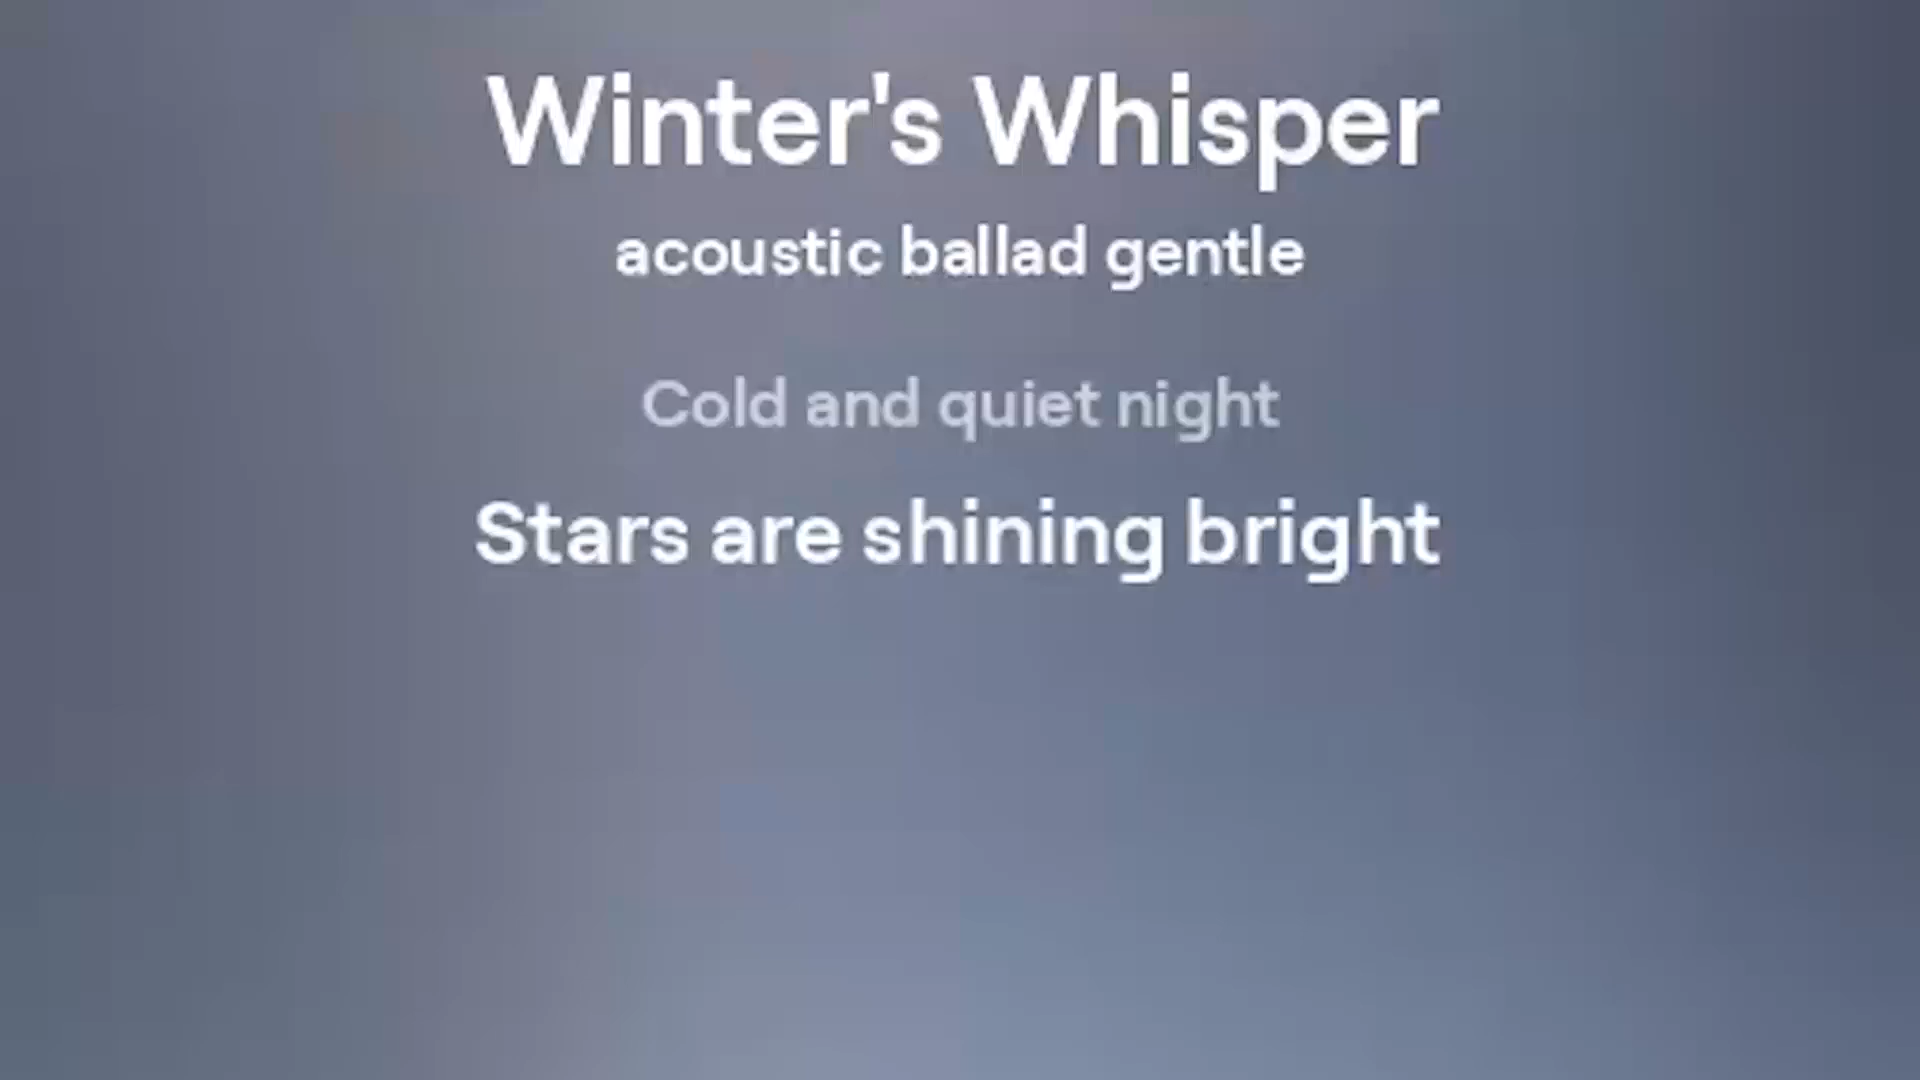 Winter's Whisper
acoustic ballad gentle
Cold and quiet night
Stars are shining bright